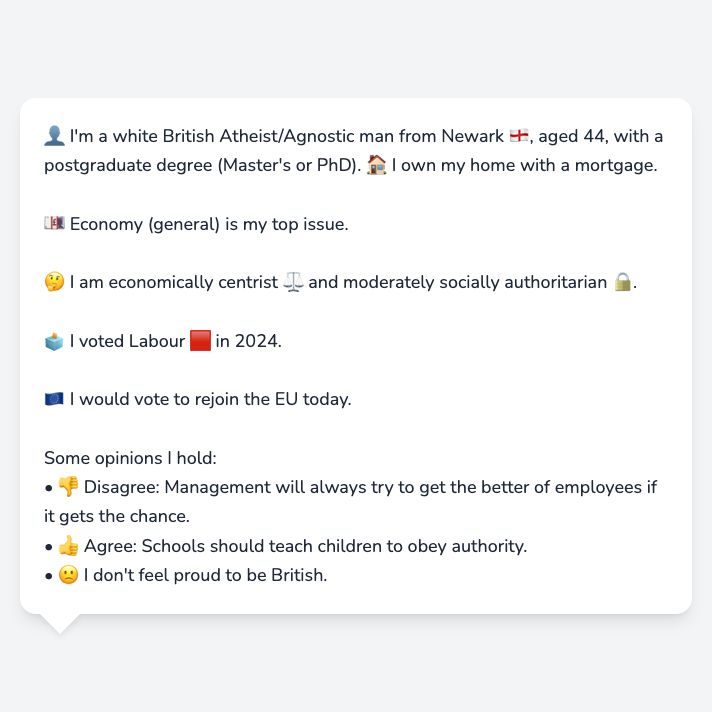 👤 I'm a white British Atheist/Agnostic man from Newark 🏴󠁧󠁢󠁥󠁮󠁧󠁿, aged 44, with a
postgraduate degree (Master's or PhD). 🏠 I own my home with a mortgage.
💷 Economy (general) is my top issue.
🤔 I am economically centrist ⚖️ and moderately socially authoritarian 🔒.
🗳️ I voted Labour 🟥 in 2024.
🇪🇺 I would vote to rejoin the EU today.
Some opinions I hold:
• 👎 Disagree: Management will always try to get the better of employees if
it gets the chance.
• 👍 Agree: Schools should teach children to obey authority.
• 🙁 I don't feel proud to be British.